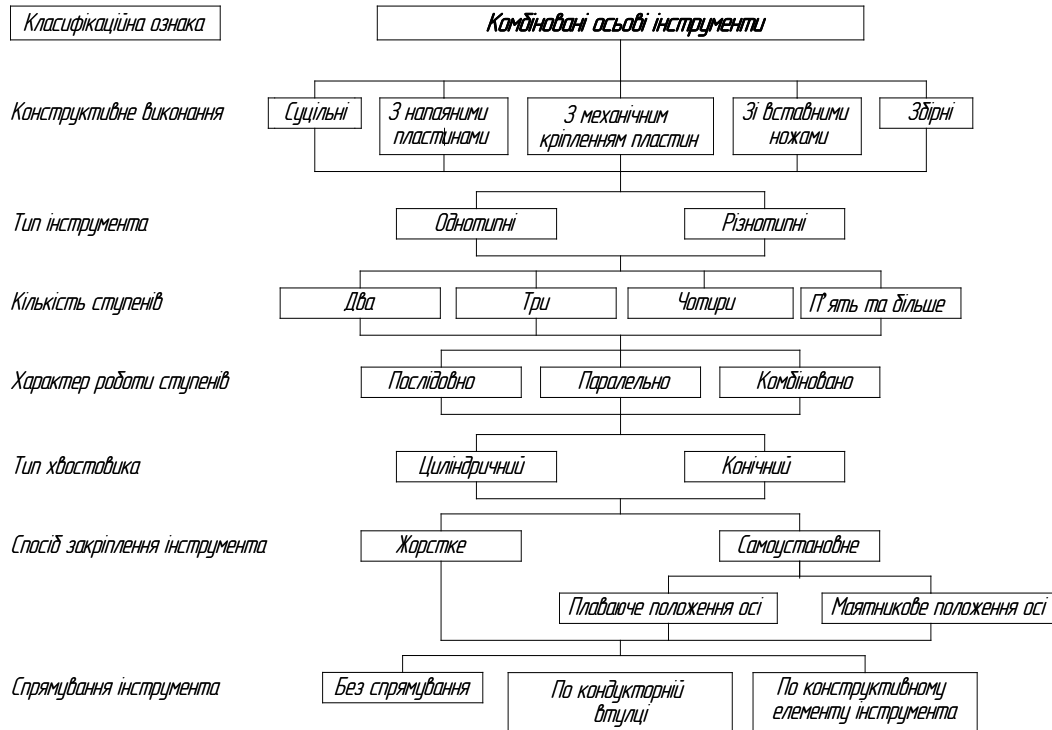 Класифікаційна ознака
Комбіновані осьові інструменти
Конструктивне виконання
Суцільні
З напаяними
пластинами
З механічним
кріпленням пластин
Зі вставними
ножами
Збірні
Тип інструмента
Однотипні
Різнотипні
Кількість ступенів
Два
Три
Чотири
П'ять та більше
Характер роботи ступенів
Послідовно
Паралельно
Комбіновано
Тип хвостовика
Циліндричний
Конічний
Спосіб закріплення інструмента
Жорстке
Самоустановне
Плаваюче положення осі
Маятникове положення осі
Спрямування інструмента
Без спрямування
По кондукторній
втулці
По конструктивному
елементу інструмента